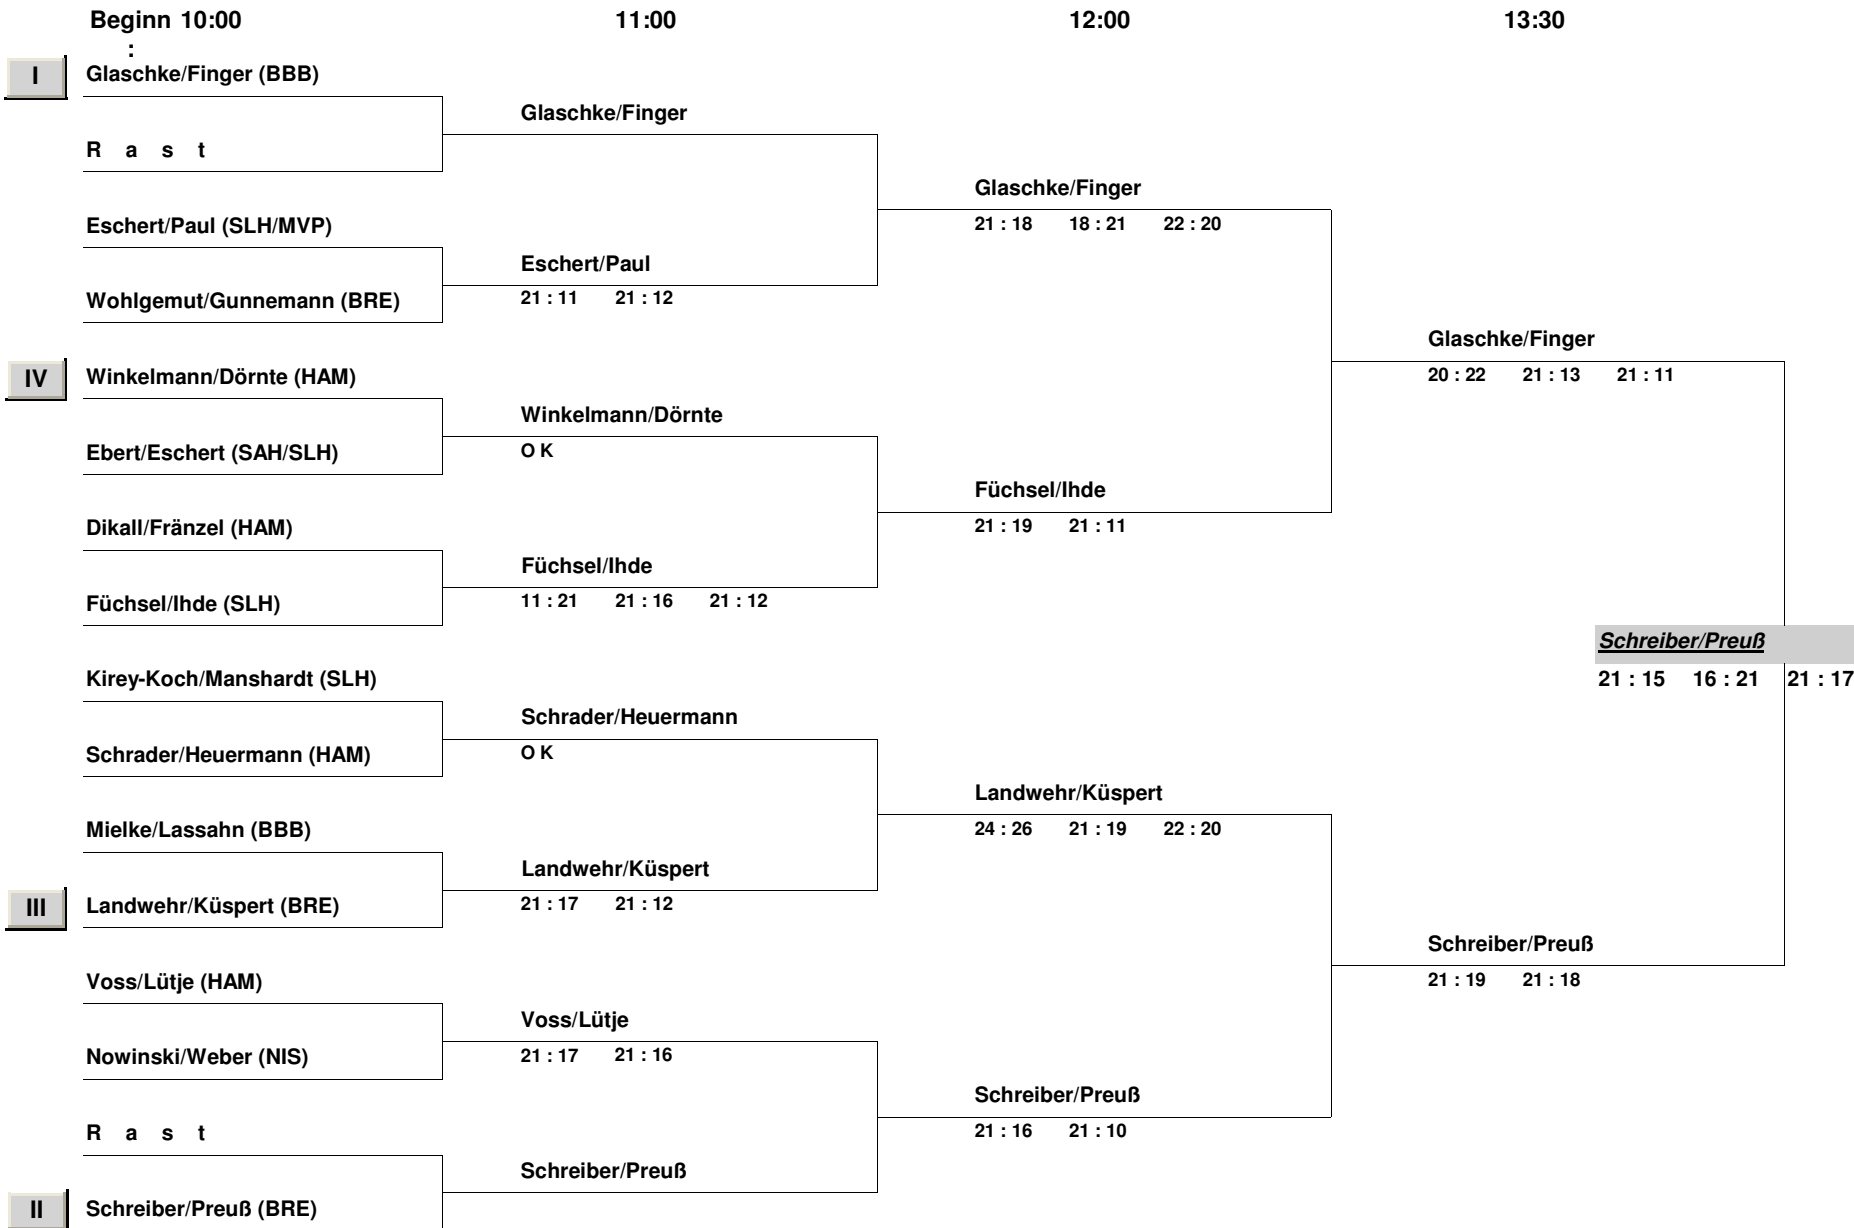 Beginn 10:00 11:00 12:00 13:30
:
I Glaschke/Finger (BBB)
Glaschke/Finger
R a s t
Glaschke/Finger
Eschert/Paul (SLH/MVP) 21 : 18 18 : 21 22 : 20
Eschert/Paul
Wohlgemut/Gunnemann (BRE) 21 : 11 21 : 12
Glaschke/Finger
IV Winkelmann/Dörnte (HAM) 20 : 22 21 : 13 21 : 11
Winkelmann/Dörnte
Ebert/Eschert (SAH/SLH) O K
Füchsel/Ihde
Dikall/Fränzel (HAM) 21 : 19 21 : 11
Füchsel/Ihde
Füchsel/Ihde (SLH) 11 : 21 21 : 16 21 : 12
Schreiber/Preuß
Kirey-Koch/Manshardt (SLH) 21 : 15 16 : 21 21 : 17
Schrader/Heuermann
Schrader/Heuermann (HAM) O K
Landwehr/Küspert
Mielke/Lassahn (BBB) 24 : 26 21 : 19 22 : 20
Landwehr/Küspert
III Landwehr/Küspert (BRE) 21 : 17 21 : 12
Schreiber/Preuß
Voss/Lütje (HAM) 21 : 19 21 : 18
Voss/Lütje
Nowinski/Weber (NIS) 21 : 17 21 : 16
Schreiber/Preuß
R a s t 21 : 16 21 : 10
Schreiber/Preuß
II Schreiber/Preuß (BRE)